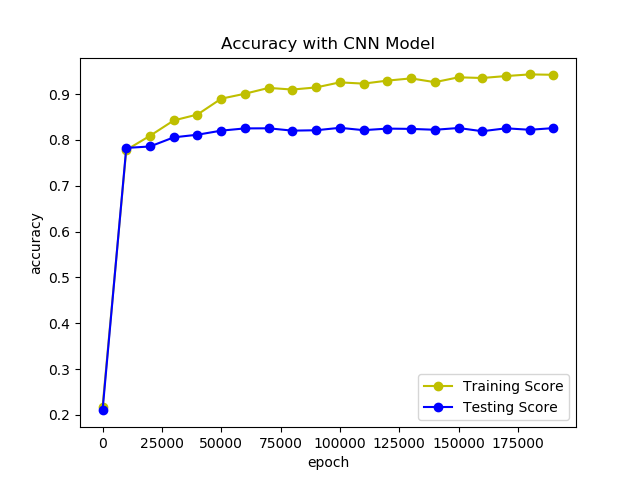 Accuracy with CNN Model
0.9
0.8
0.7
0.6
0.5
0.4
0.3
0.2
accuracy
Training Score
Testing Score
0 25000 50000 75000 100000 125000 150000 175000
epoch